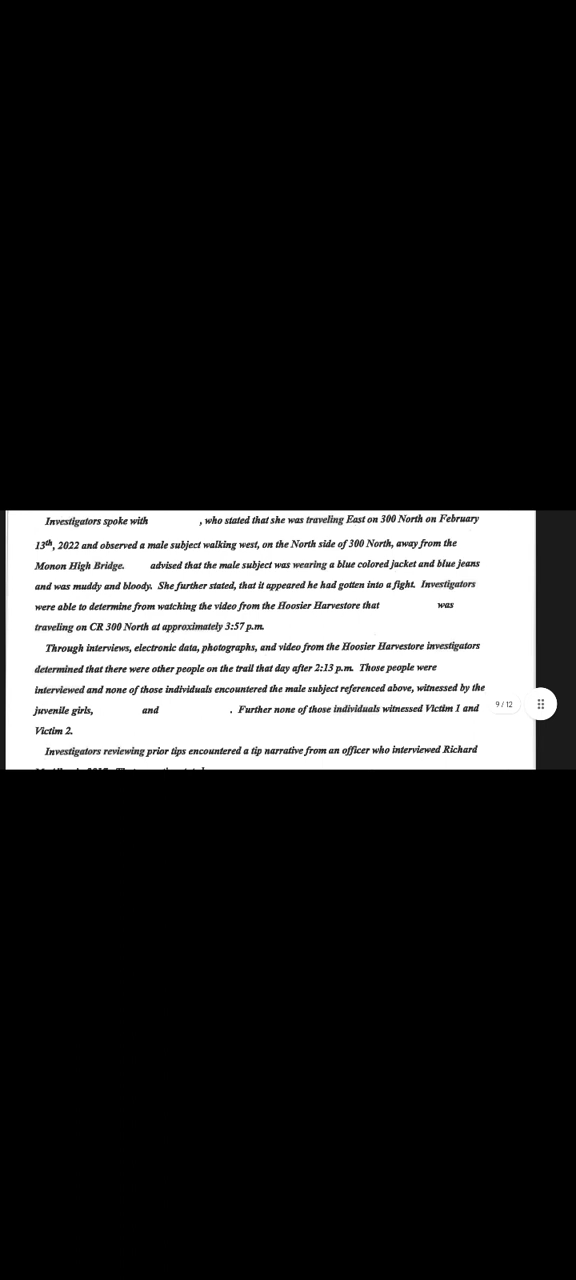 Investigators spoke with , who stated that she was traveling East on 300 North on February
13th, 2022 and observed a male subject walking west, on the North side of 300 North, away from the
Monon High Bridge. advised that the male subject was wearing a blue colored jacket and blue jeans
and was muddy and bloody. She further stated, that it appeared he had gotten into a fight. Investigators
were able to determine from watching the video from the Hoosier Harvestore that was
traveling on CR 300 North at approximately 3:57 p.m.
Through interviews, electronic data, photographs, and video from the Hoosier Harvestore investigators
determined that there were other people on the trail that day after 2:13 p.m. Those people were
interviewed and none of those individuals encountered the male subject referenced above, witnessed by the
juvenile girls, and . Further none of those individuals witnessed Victim 1 and
Victim 2.
Investigators reviewing prior tips encountered a tip narrative from an officer who interviewed Richard
9 / 12